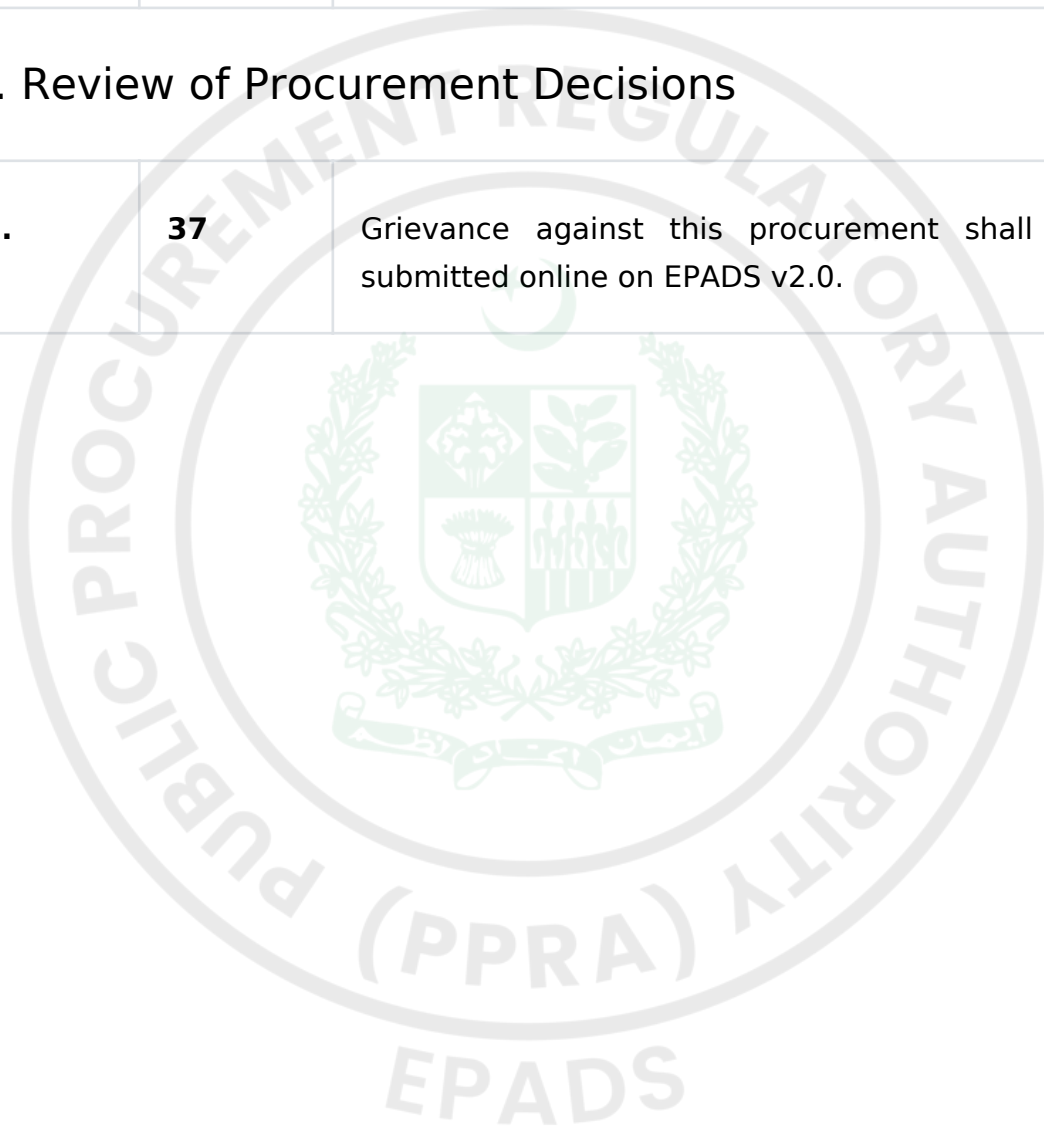 . Review of Procurement Decisions
. 37 Grievance against this procurement shall
submitted online on EPADS v2.0.
PUBLIC PROCUREMENT REGULATORY AUTHORITY
(PPRA)
EPADS